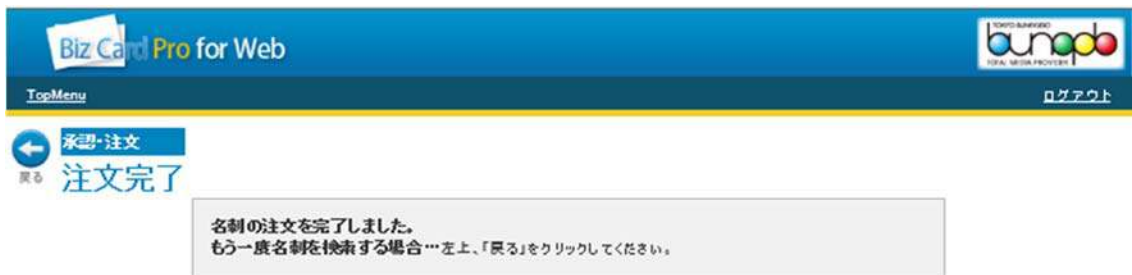 Biz Card Pro for Web
TOKYO BUNGYODO
bungodo
TOTAL MEDIA PROVIDER
TopMenu
ログアウト
承認・注文
戻る
注文完了
名刺の注文を完了しました。
もう一度名刺を検索する場合…左上、「戻る」をクリックしてください。